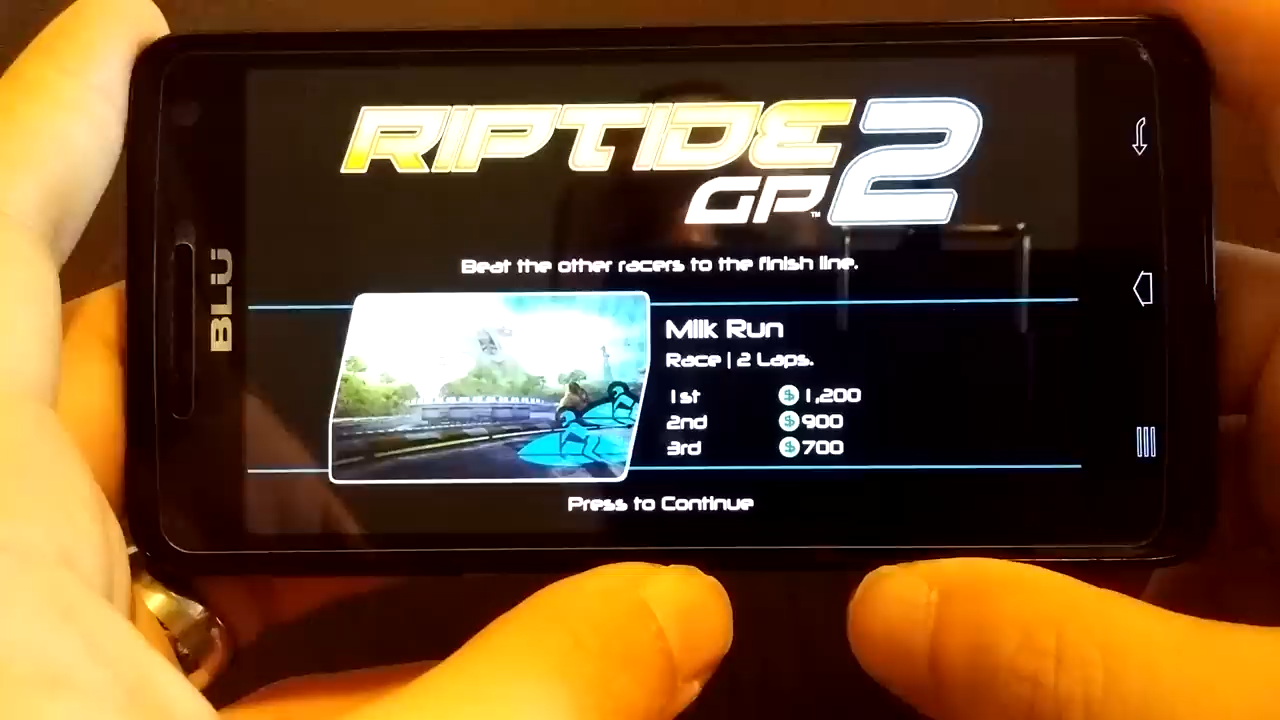 RIPTIDE
GP™ 2
Beat the other racers to the finish line.
BLU
Milk Run
Race | 2 Laps.
1st $ 1,200
2nd $ 900
3rd $ 700
Press to Continue